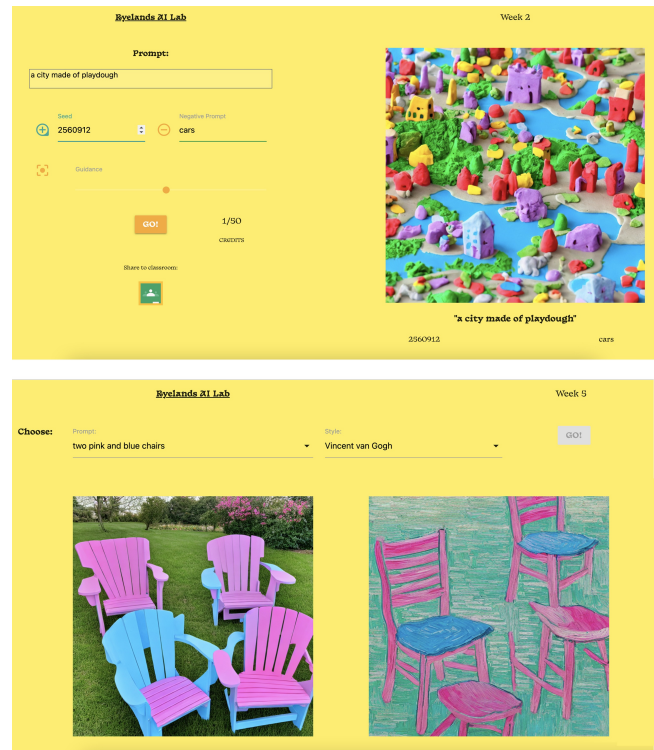 Ryelands AI Lab
Week 2
Prompt:
a city made of playdough
Seed
Negative Prompt
2560912
cars
Guidance
GO!
1/50
CREDITS
Share to classroom:
"a city made of playdough"
2560912
cars
Ryelands AI Lab
Week 5
Choose:
Prompt:
Style:
GO!
two pink and blue chairs
Vincent van Gogh